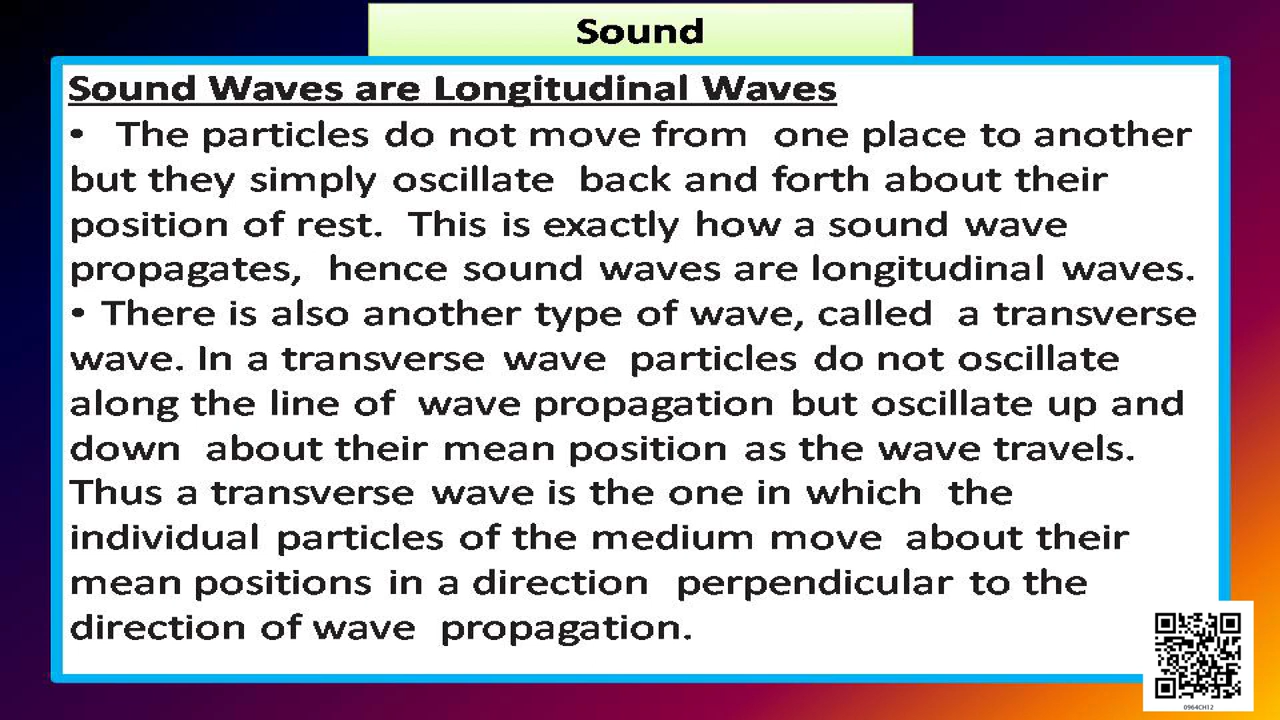 Sound
Sound Waves are Longitudinal Waves
• The particles do not move from one place to another
but they simply oscillate back and forth about their
position of rest. This is exactly how a sound wave
propagates, hence sound waves are longitudinal waves.
• There is also another type of wave, called a transverse
wave. In a transverse wave particles do not oscillate
along the line of wave propagation but oscillate up and
down about their mean position as the wave travels.
Thus a transverse wave is the one in which the
individual particles of the medium move about their
mean positions in a direction perpendicular to the
direction of wave propagation.
0964CH12